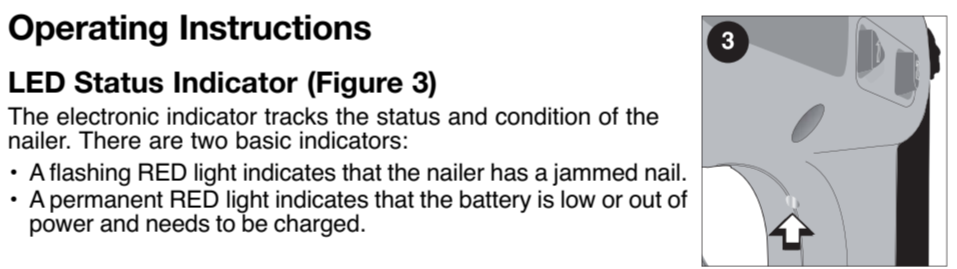 Operating Instructions
LED Status Indicator (Figure 3)
The electronic indicator tracks the status and condition of the
nailer. There are two basic indicators:
• A flashing RED light indicates that the nailer has a jammed nail.
• A permanent RED light indicates that the battery is low or out of
power and needs to be charged.
3